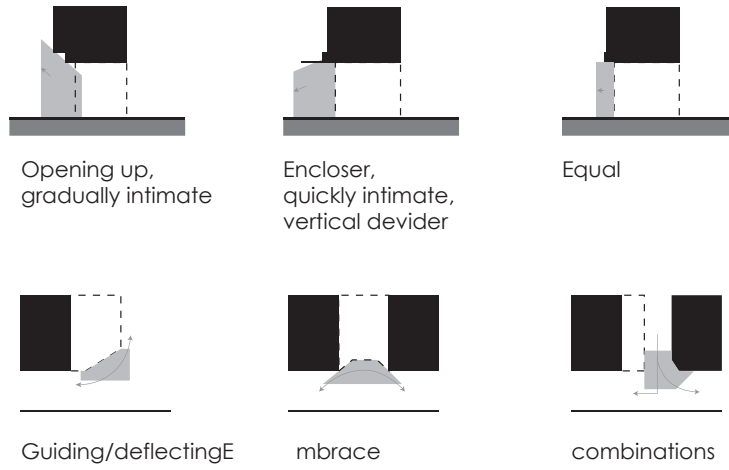 Opening up,
gradually intimate
Encloser,
quickly intimate,
vertical devider
Equal
Guiding/deflectingE
mbrace
combinations